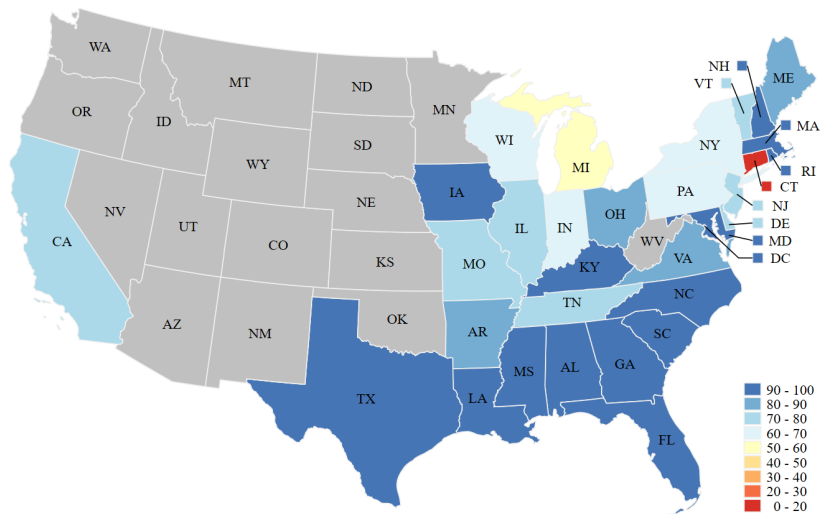 WA
MT
ND
MN
OR
ID
SD
WY
WI
MI
NY
NH
VT
ME
MA
RI
CT
NJ
DE
MD
DC
NV
UT
CO
NE
IA
IL
IN
OH
PA
WV
VA
CA
KS
MO
KY
NC
TN
AZ
NM
OK
AR
SC
MS
AL
GA
TX
LA
FL
90 - 100
80 - 90
70 - 80
60 - 70
50 - 60
40 - 50
30 - 40
20 - 30
0 - 20